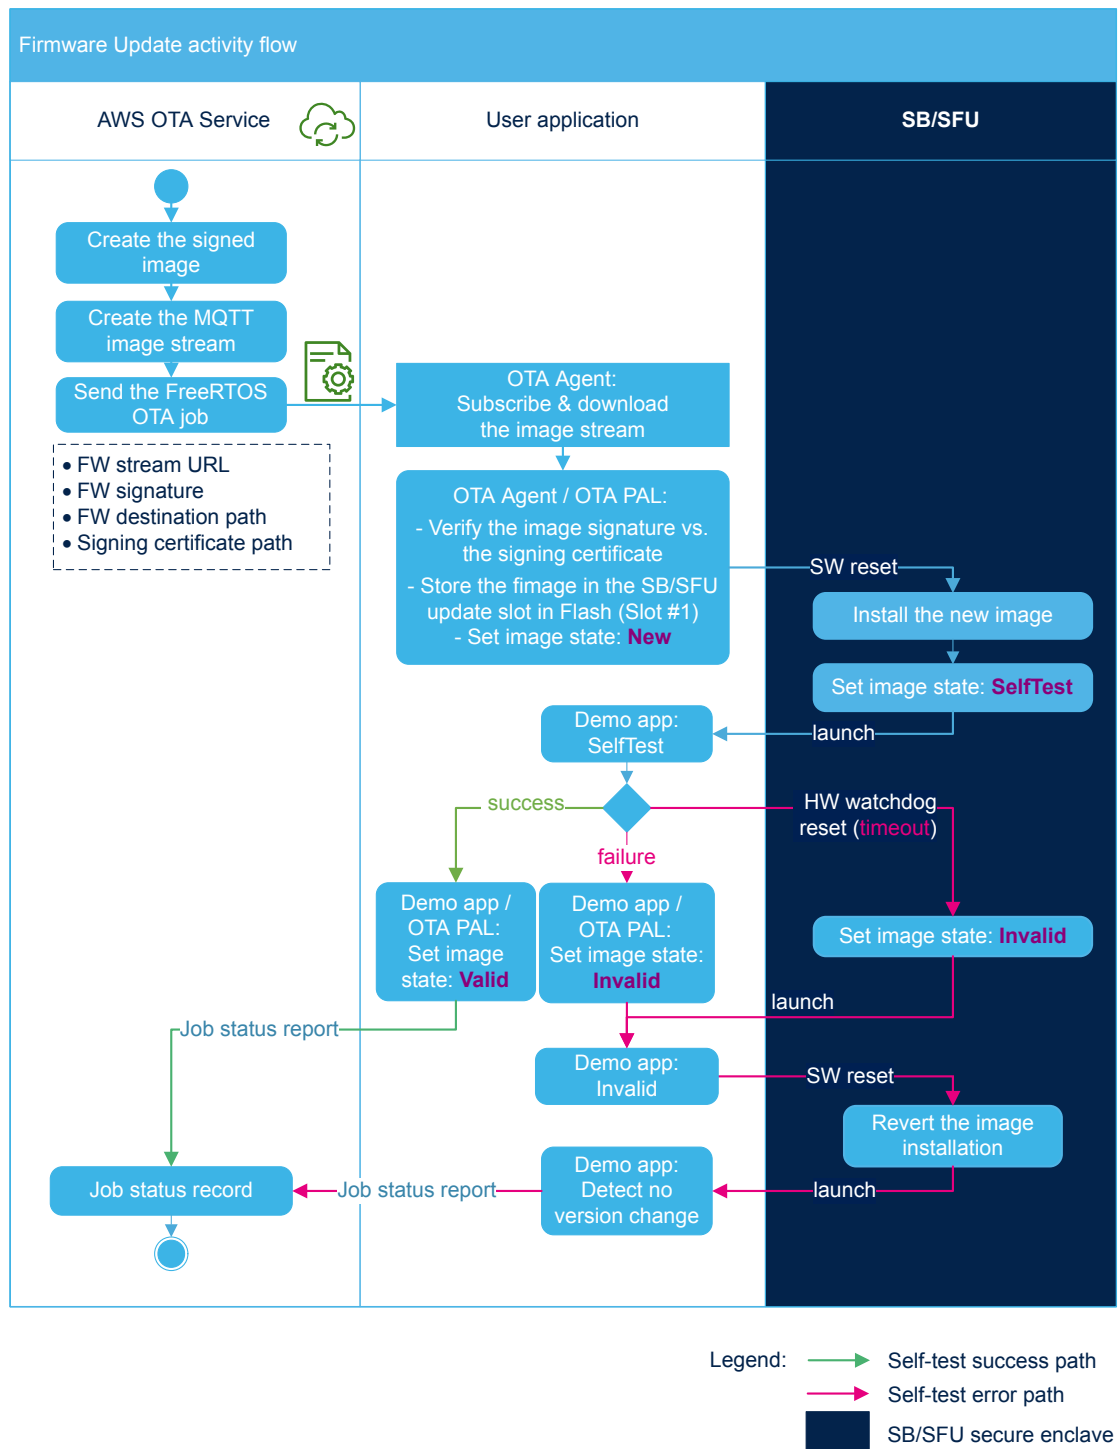 Firmware Update activity flow
AWS OTA Service
User application
SB/SFU
Create the signed
image
Create the MQTT
image stream
Send the FreeRTOS
OTA job
• FW stream URL
• FW signature
• FW destination path
• Signing certificate path
OTA Agent:
Subscribe & download
the image stream
OTA Agent / OTA PAL:
- Verify the image signature vs.
the signing certificate
- Store the fimage in the SB/SFU
update slot in Flash (Slot #1)
- Set image state: New
SW reset
Install the new image
Set image state: SelfTest
launch
Demo app:
SelfTest
success
failure
HW watchdog
reset (timeout)
Demo app /
OTA PAL:
Set image
state: Valid
Demo app /
OTA PAL:
Set image state:
Invalid
Set image state: Invalid
launch
Job status report
Demo app:
Invalid
SW reset
Revert the image
installation
launch
Demo app:
Detect no
version change
Job status report
Job status record
Legend:
Self-test success path
Self-test error path
SB/SFU secure enclave